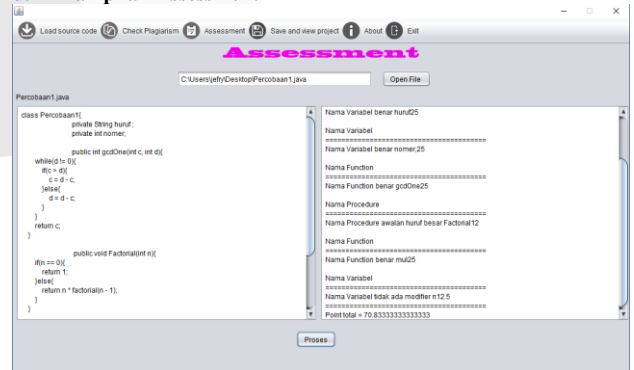 Load source code Check Plagiarism Assessment Save and view project About Exit
Assessment
C:\Users\jefry\Desktop\Percobaan1.java Open File
Percobaan1.java
class Percobaan1{
private String huruf;
private int nomer;
public int gcdOne(int c, int d){
while(d != 0){
if(c > d){
c = d - c;
}else{
d = d - c;
}
}
return c;
}
public void Factorial(int n){
if(n == 0){
return 1;
}else{
return n * factorial(n - 1);
}
}
Nama Variabel benar huruf25
Nama Variabel
========================================
Nama Variabel benar nomer,25
Nama Function
========================================
Nama Function benar gcdOne25
Nama Procedure
========================================
Nama Procedure awalan huruf besar Factorial12
Nama Function
========================================
Nama Function benar mul25
Nama Variabel
========================================
Nama Variabel tidak ada modifier n12.5
========================================
Point total = 70.83333333333333
Proses